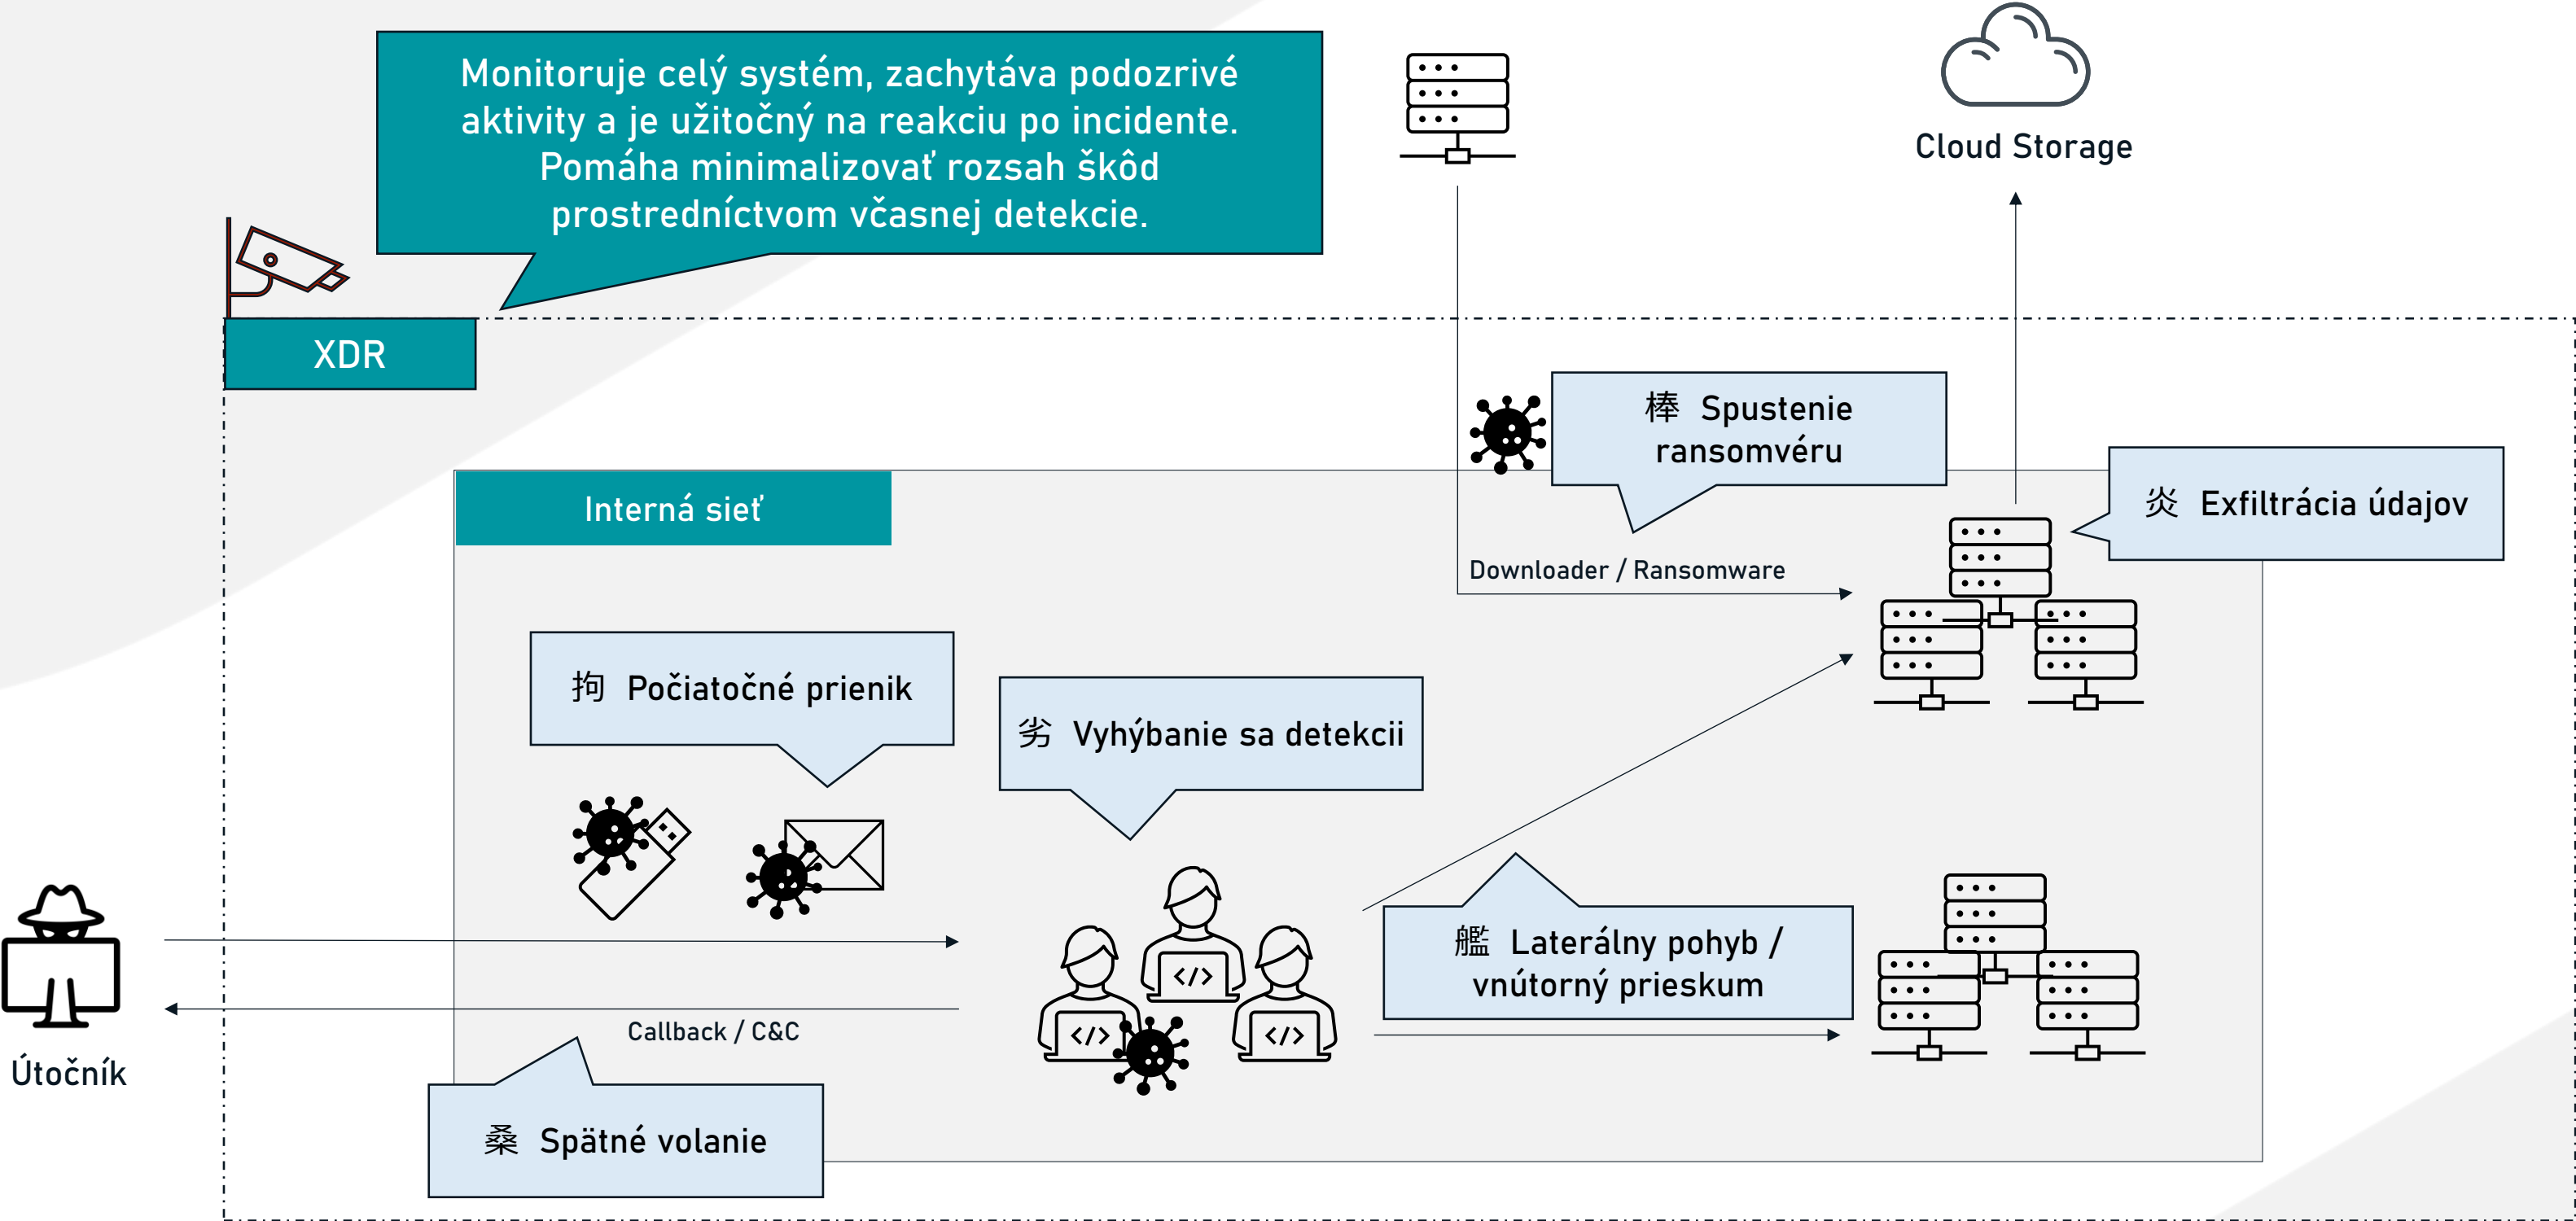 Monitoruje celý systém, zachytáva podozrivé
aktivity a je užitočný na reakciu po incidente.
Pomáha minimalizovať rozsah škôd
prostredníctvom včasnej detekcie.
Cloud Storage
XDR
棒 Spustenie
ransomvéru
炎 Exfiltrácia údajov
Interná sieť
Downloader / Ransomware
拘 Počiatočné prienik
劣 Vyhýbanie sa detekcii
艦 Laterálny pohyb /
vnútorný prieskum
Callback / C&C
Útočník
桑 Spätné volanie